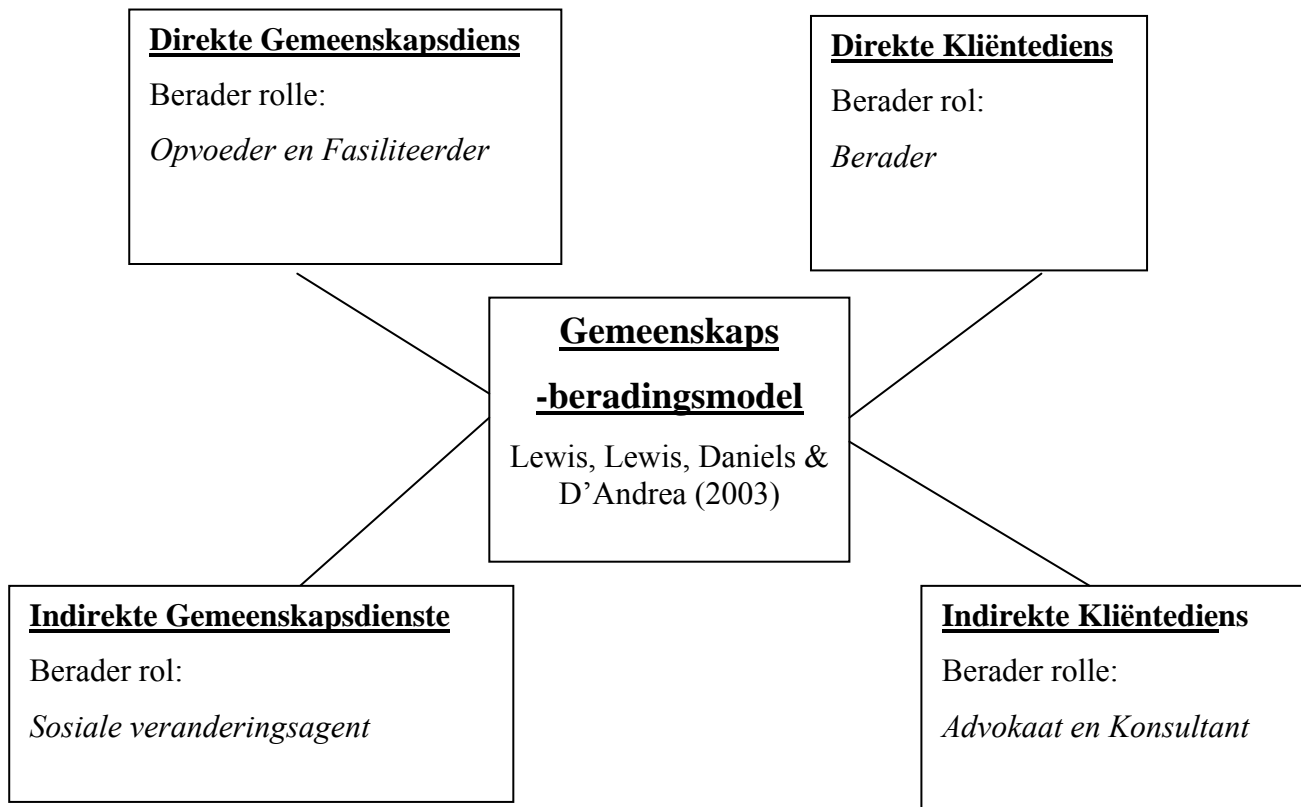 Direkte Gemeenskapsdiens
Berader rolle:
Opvoeder en Fasiliteerder
Direkte Kliëntediens
Berader rol:
Berader
Gemeenskaps
-beradingsmodel
Lewis, Lewis, Daniels &
D’Andrea (2003)
Indirekte Gemeenskapsdienste
Berader rol:
Sosiale veranderingsagent
Indirekte Kliëntediens
Berader rolle:
Advokaat en Konsultant